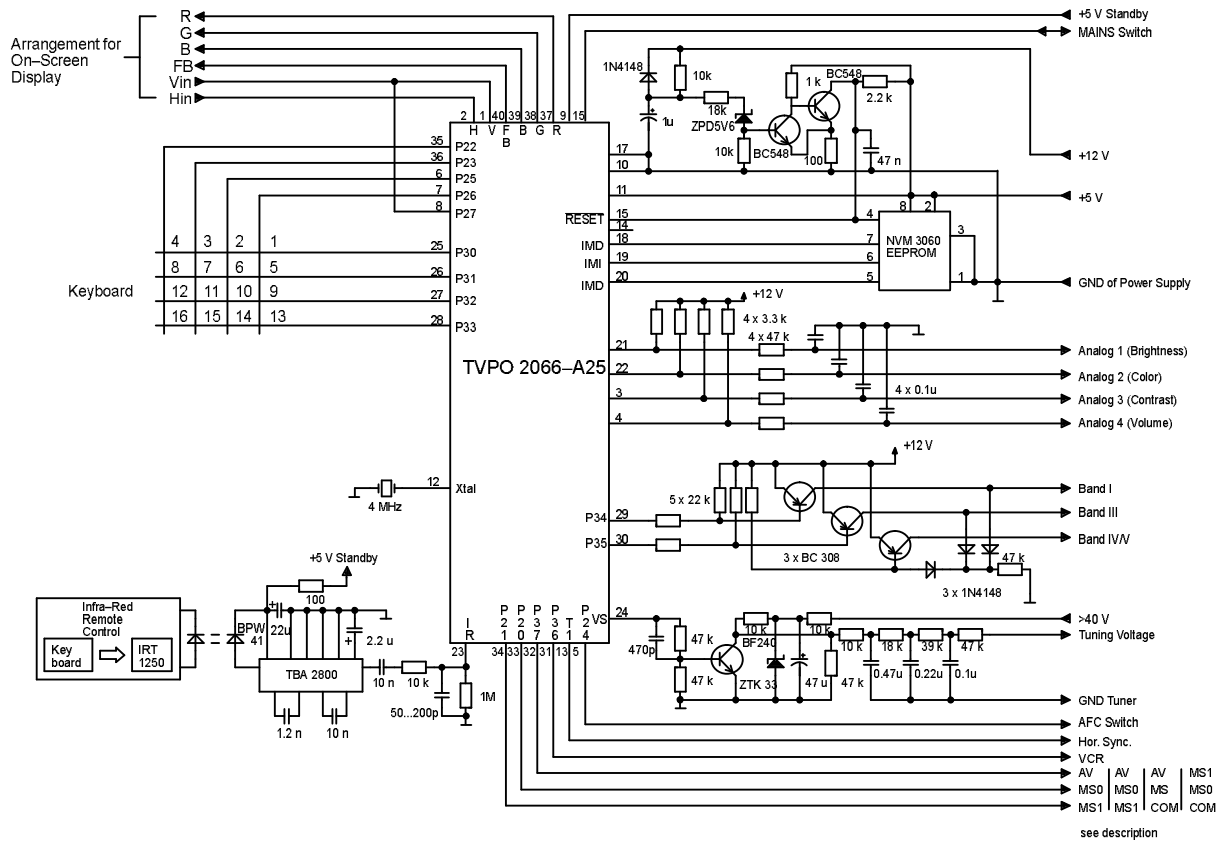 R
+5 V Standby
G
MAINS Switch
Arrangement for
On–Screen
Display
B
FB
Vin
Hin
1N4148
10k
1 k
BC548
2.2 k
18k
ZPD5V6
1u
10k
BC548
100
47 n
2 1 40 39 38 37 9 15
H V F B G R
B
35 P22
36 P23
6 P25
7 P26
8 P27
17
10
+12 V
11
+5 V
RESET 15
14
IMD 18
IMI 19
IMD 20
4 8 2
7 NVM 3060 3
6 EEPROM
5 1
GND of Power Supply
4 3 2 1
25 P30
8 7 6 5
26 P31
Keyboard
12 11 10 9
27 P32
16 15 14 13
28 P33
+12 V
4 x 3.3 k
4 x 47 k
21
Analog 1 (Brightness)
TVPO 2066–A25
22
Analog 2 (Color)
4 x 0.1u
3
Analog 3 (Contrast)
4
Analog 4 (Volume)
+12 V
12 Xtal
4 MHz
5 x 22 k
Band I
P34 29
Band III
P35 30
Band IV/V
3 x BC 308
47 k
3 x 1N4148
+5 V Standby
100
Infra–Red
Remote
Control
Key
board
IRT
1250
BPW
41
+
22u
+
2.2 u
TBA 2800
10 n
10 k
50...200p
1M
1.2 n
10 n
I
R
P
2
1
P
2
0
P
3
7
P
3
6
T
1
P
2
4
VS 24
23 34 33 32 31 13 5
470p
47 k
47 k
10 k
BF240
ZTK 33
10 k
+
47 u
47 k
10 k
18 k
39 k
47 k
0.47u
0.22u
0.1u
>40 V
Tuning Voltage
GND Tuner
AFC Switch
Hor. Sync.
VCR
AV AV AV MS1
MS0 MS0 MS MS0
MS1 MS1 COM COM
see description